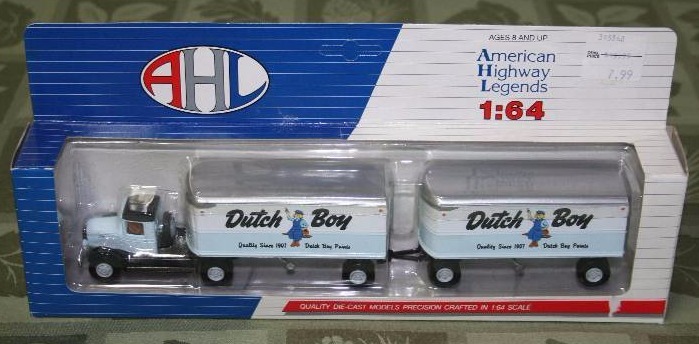 AHL
AGES 8 AND UP
American
Highway
Legends
1:64
7.99
Dutch Boy
Quality Since 1907 Dutch Boy Paints
Dutch Boy
Quality Since 1907 Dutch Boy Paints
QUALITY DIE-CAST MODELS PRECISION CRAFTED IN 1:64 SCALE